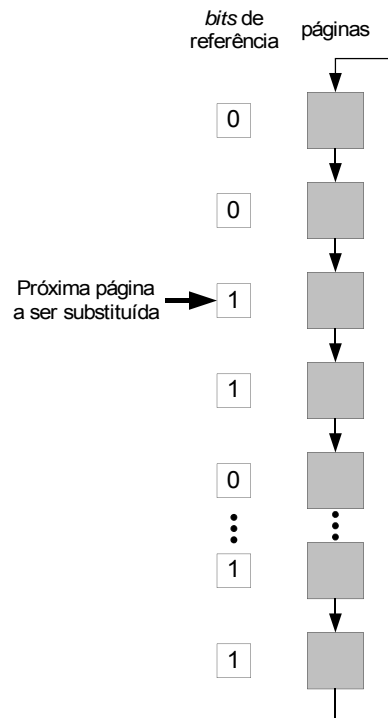 bits de
referência
páginas
0
0
Próxima página
a ser substituída
1
1
0
1
1